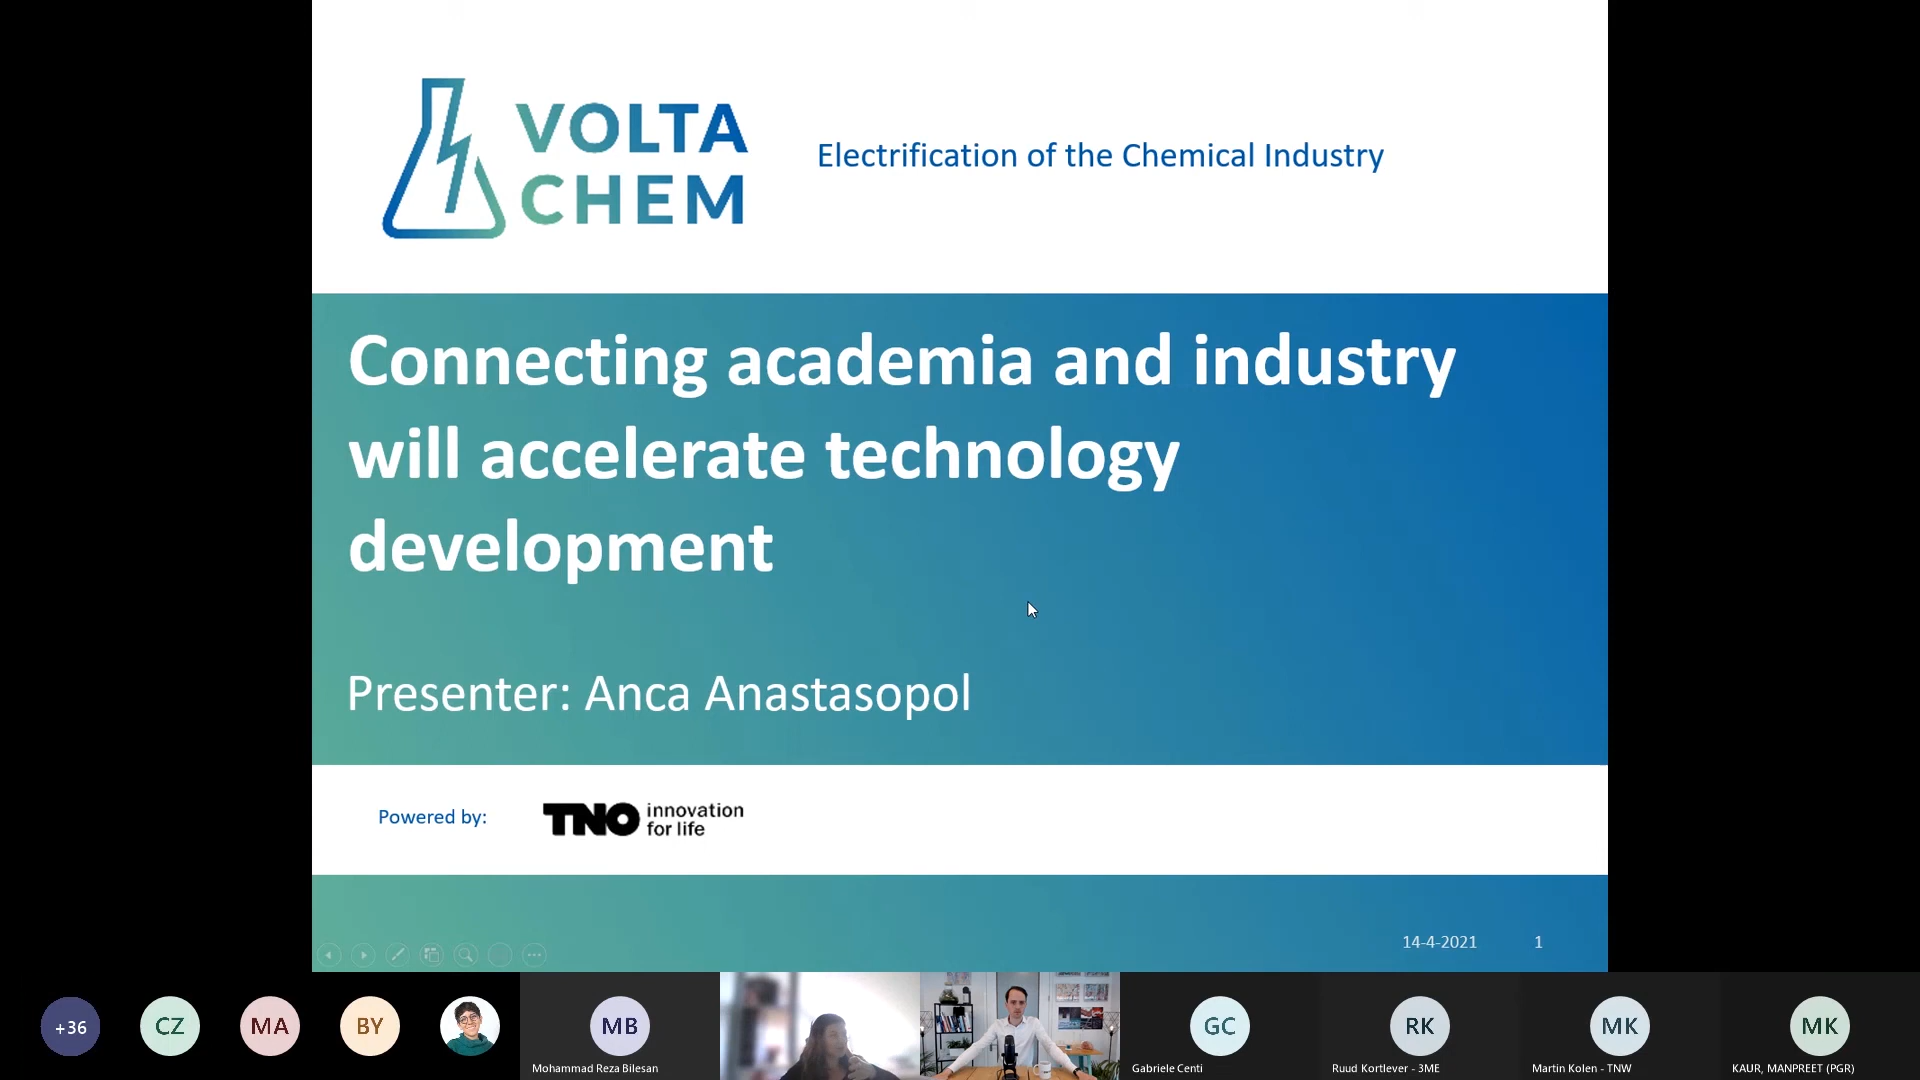 VOLTA
CHEM
Electrification of the Chemical Industry
Connecting academia and industry
will accelerate technology
development
Presenter: Anca Anastasopol
Powered by:
TNO innovation
for life
14-4-2021 1
+36
CZ
MA
BY
MB
GC
RK
MK
MK
Mohammad Reza Bilesan
Gabriele Centi
Ruud Kortlever - 3ME
Martin Kolen - TNW
KAUR, MANPREET (PGR)